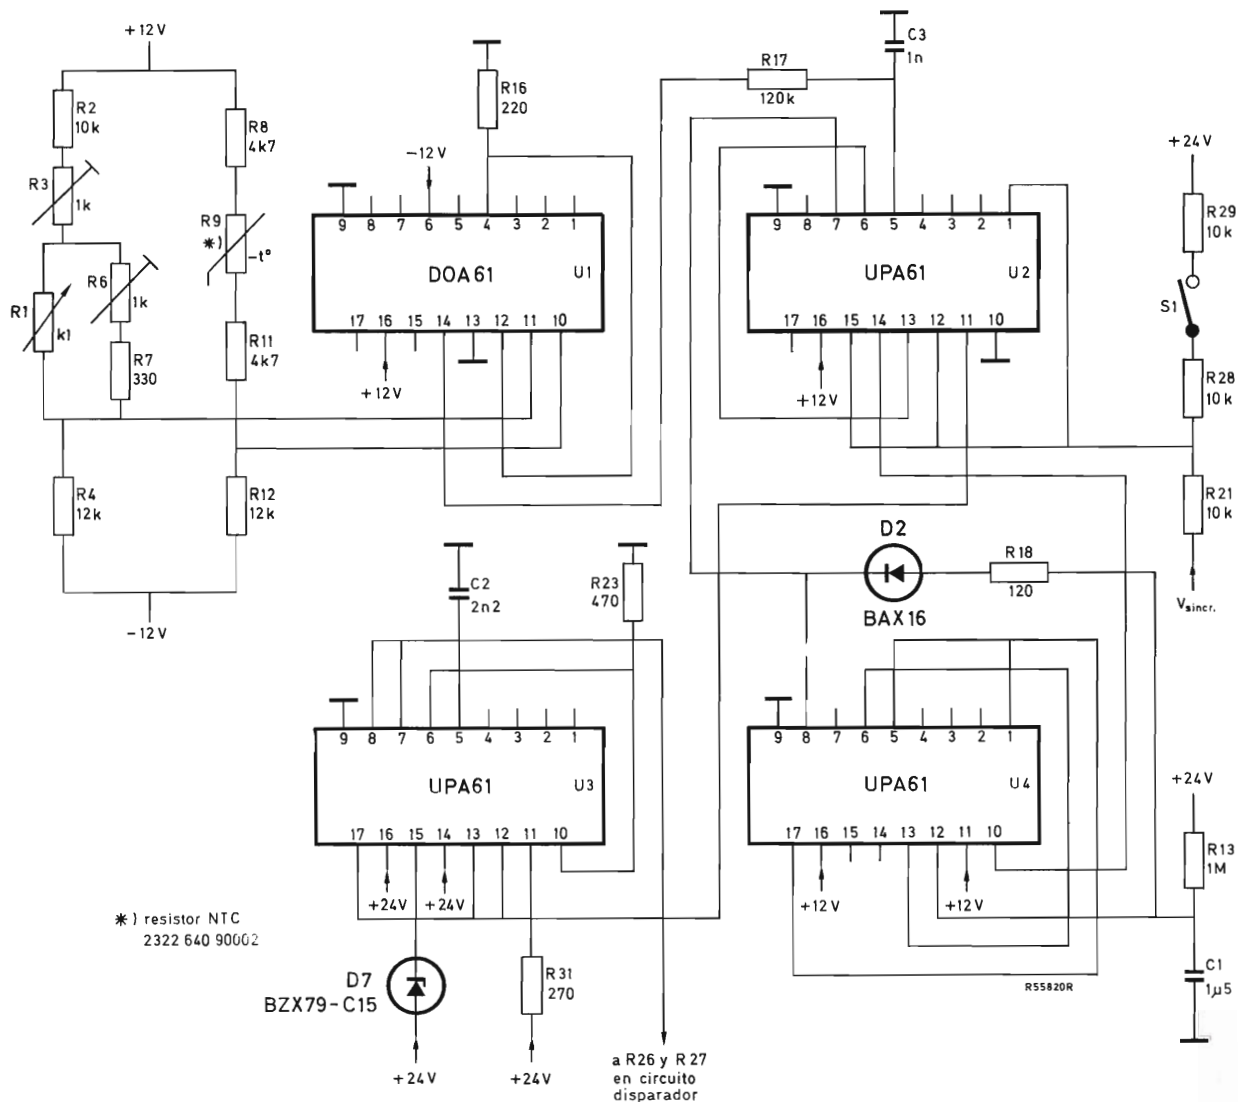 +12V
R2
10k
R3
1k
R1
k1
R6
1k
R7
330
R8
4k7
R9
*)
-t°
R11
4k7
R4
12k
R12
12k
-12V
R16
220
-12V
9 8 7 6 5 4 3 2 1
DOA61 U1
17 16 15 14 13 12 11 10
+12V
R17
120k
C3
1n
9 8 7 6 5 4 3 2 1
UPA61 U2
17 16 15 14 13 12 11 10
+12V
+24V
R29
10k
S1
R28
10k
R21
10k
Vsincr.
D2
BAX16
R18
120
C2
2n2
R23
470
9 8 7 6 5 4 3 2 1
UPA61 U3
17 16 15 14 13 12 11 10
+24V +24V
D7
BZX79-C15
R31
270
+24V +24V
a R26 y R27
en circuito
disparador
9 8 7 6 5 4 3 2 1
UPA61 U4
17 16 15 14 13 12 11 10
+12V +12V
+24V
R13
1M
C1
1µ5
R55820R
*) resistor NTC
2322 640 90002